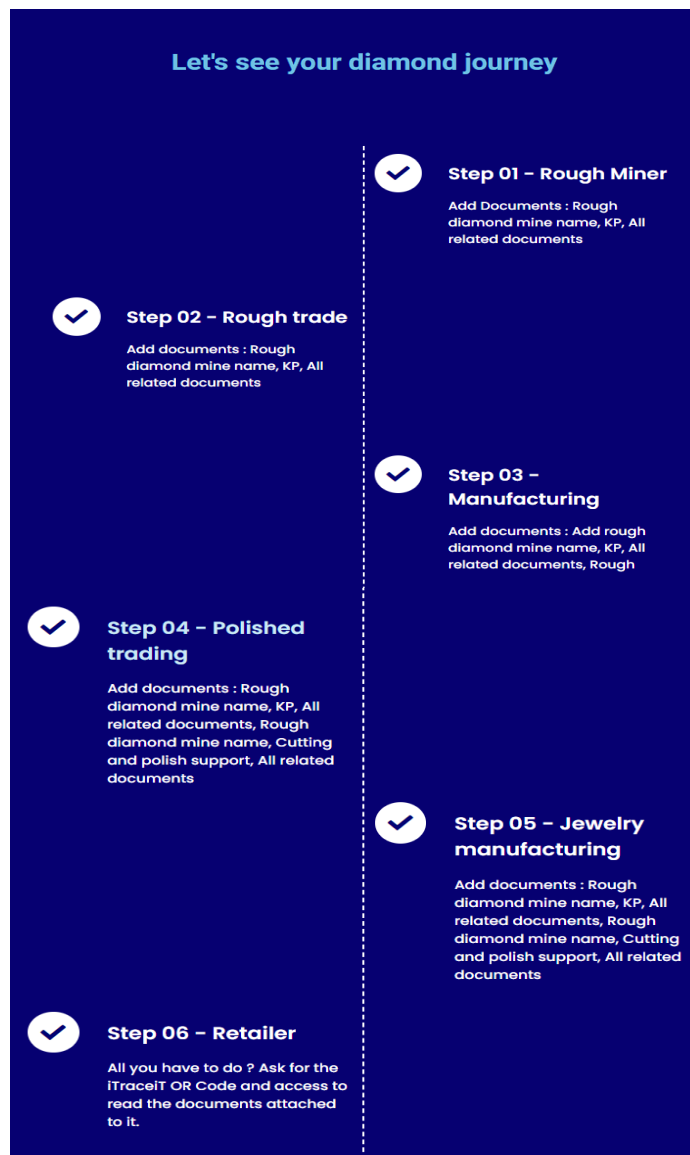 Let's see your diamond journey
Step 01 - Rough Miner
Add Documents : Rough
diamond mine name, KP, All
related documents
Step 02 - Rough trade
Add documents : Rough
diamond mine name, KP, All
related documents
Step 03 -
Manufacturing
Add documents : Add rough
diamond mine name, KP, All
related documents, Rough
Step 04 - Polished
trading
Add documents : Rough
diamond mine name, KP, All
related documents, Rough
diamond mine name, Cutting
and polish support, All related
documents
Step 05 - Jewelry
manufacturing
Add documents : Rough
diamond mine name, KP, All
related documents, Rough
diamond mine name, Cutting
and polish support, All related
documents
Step 06 - Retailer
All you have to do ? Ask for the
iTraceiT OR Code and access to
read the documents attached
to it.